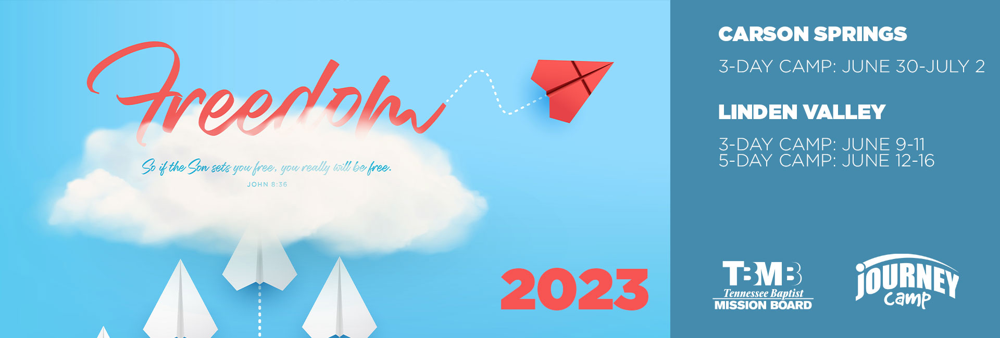 Freedom
So if the Son sets you free, you really will be free.
JOHN 8:36
2023
CARSON SPRINGS
3-DAY CAMP: JUNE 30-JULY 2
LINDEN VALLEY
3-DAY CAMP: JUNE 9-11
5-DAY CAMP: JUNE 12-16
TBMB
Tennessee Baptist
MISSION BOARD
JOURNEY
camp